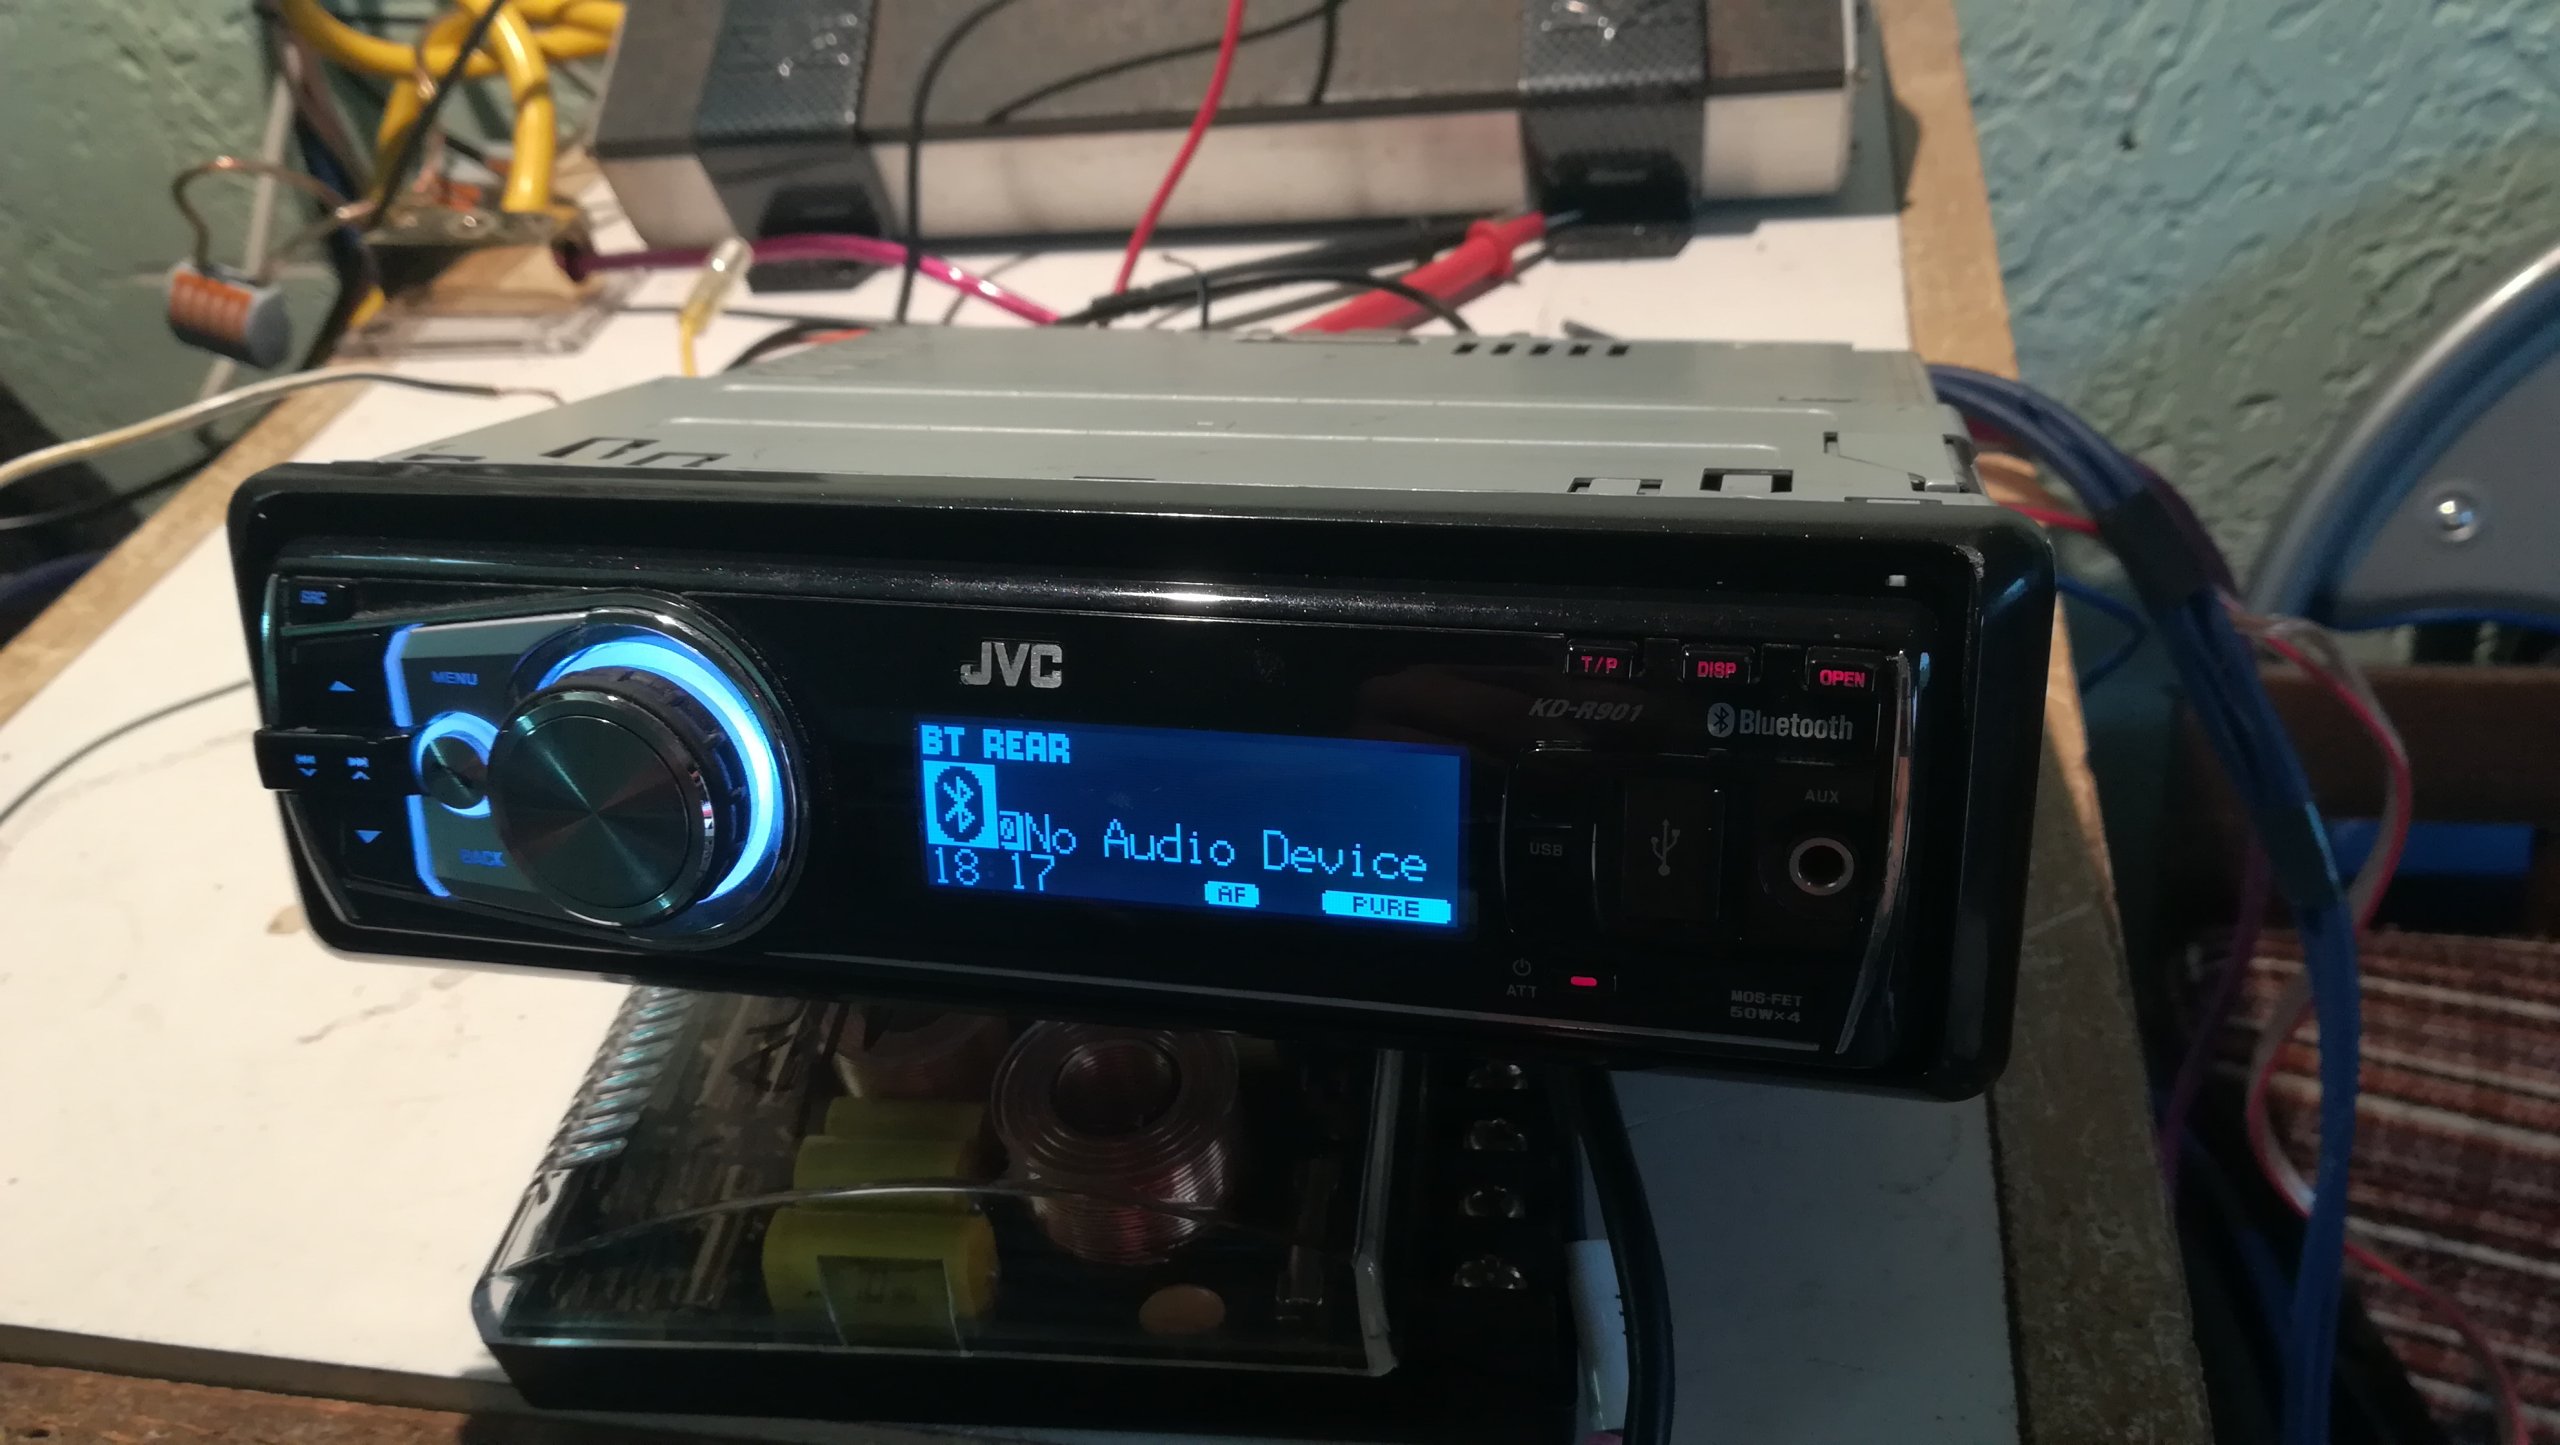 SRC
MENU
BACK
JVC
BT REAR
No Audio Device
18:17
AF
PURE
T/P
DISP
OPEN
KD-R901
Bluetooth
AUX
USB
ATT
MOS-FET
50W×4